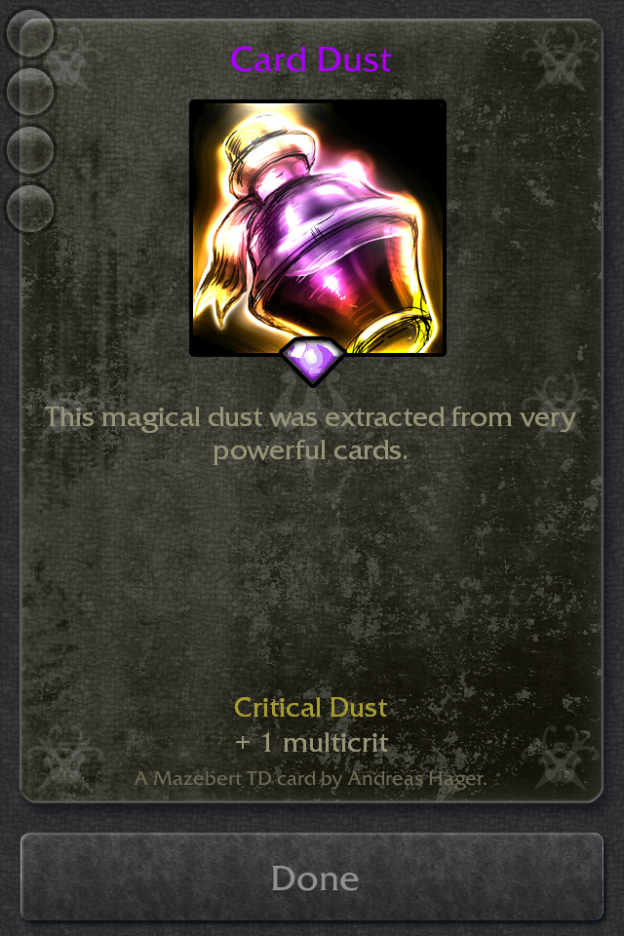 Card Dust
This magical dust was extracted from very
powerful cards.
Critical Dust
+ 1 multicrit
A Mazebert TD card by Andreas Hager.
Done